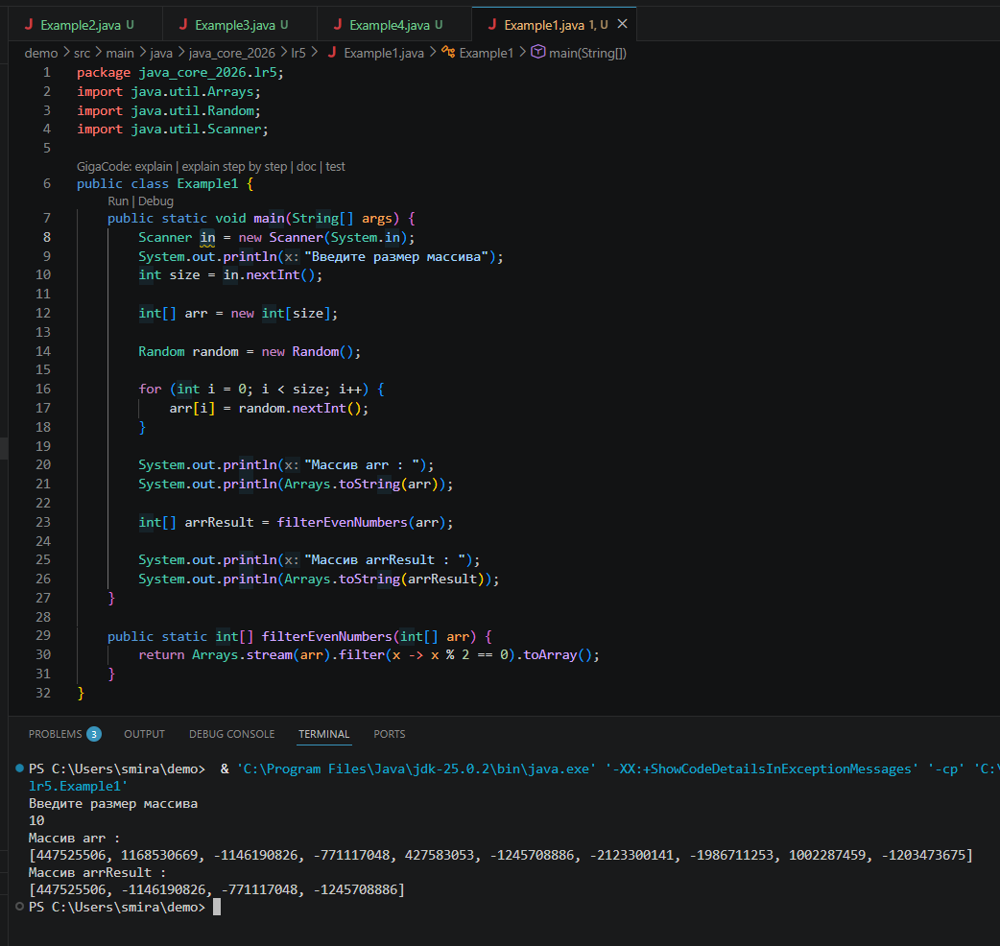 Example2.java U Example3.java U Example4.java U Example1.java 1, U
demo > src > main > java > java_core_2026 > lr5 > Example1.java > Example1 > main(String[])
1 package java_core_2026.lr5;
2 import java.util.Arrays;
3 import java.util.Random;
4 import java.util.Scanner;
5
GigaCode: explain | explain step by step | doc | test
6 public class Example1 {
Run | Debug
7 public static void main(String[] args) {
8 Scanner in = new Scanner(System.in);
9 System.out.println(x: "Введите размер массива");
10 int size = in.nextInt();
11
12 int[] arr = new int[size];
13
14 Random random = new Random();
15
16 for (int i = 0; i < size; i++) {
17 arr[i] = random.nextInt();
18 }
19
20 System.out.println(x: "Массив arr : ");
21 System.out.println(Arrays.toString(arr));
22
23 int[] arrResult = filterEvenNumbers(arr);
24
25 System.out.println(x: "Массив arrResult : ");
26 System.out.println(Arrays.toString(arrResult));
27 }
28
29 public static int[] filterEvenNumbers(int[] arr) {
30 return Arrays.stream(arr).filter(x -> x % 2 == 0).toArray();
31 }
32 }
PROBLEMS 3 OUTPUT DEBUG CONSOLE TERMINAL PORTS
PS C:\Users\smira\demo> & 'C:\Program Files\Java\jdk-25.0.2\bin\java.exe' '-XX:+ShowCodeDetailsInExceptionMessages' '-cp' 'C:\
lr5.Example1'
Введите размер массива
10
Массив arr :
[447525506, 1168530669, -1146190826, -771117048, 427583053, -1245708886, -2123300141, -1986711253, 1002287459, -1203473675]
Массив arrResult :
[447525506, -1146190826, -771117048, -1245708886]
PS C:\Users\smira\demo>